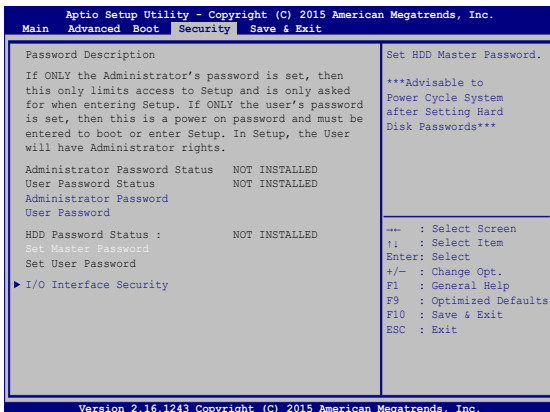 Aptio Setup Utility - Copyright (C) 2015 American Megatrends, Inc.
Main Advanced Boot Security Save & Exit
Password Description
If ONLY the Administrator's password is set, then
this only limits access to Setup and is only asked
for when entering Setup. If ONLY the user's password
is set, then this is a power on password and must be
entered to boot or enter Setup. In Setup, the User
will have Administrator rights.
Administrator Password Status NOT INSTALLED
User Password Status NOT INSTALLED
Administrator Password
User Password
HDD Password Status : NOT INSTALLED
Set Master Password
Set User Password
▶ I/O Interface Security
Set HDD Master Password.
***Advisable to
Power Cycle System
after Setting Hard
Disk Passwords***
→← : Select Screen
↑↓ : Select Item
Enter: Select
+/— : Change Opt.
F1 : General Help
F9 : Optimized Defaults
F10 : Save & Exit
ESC : Exit
Version 2.16.1243 Copyright (C) 2015 American Megatrends, Inc.